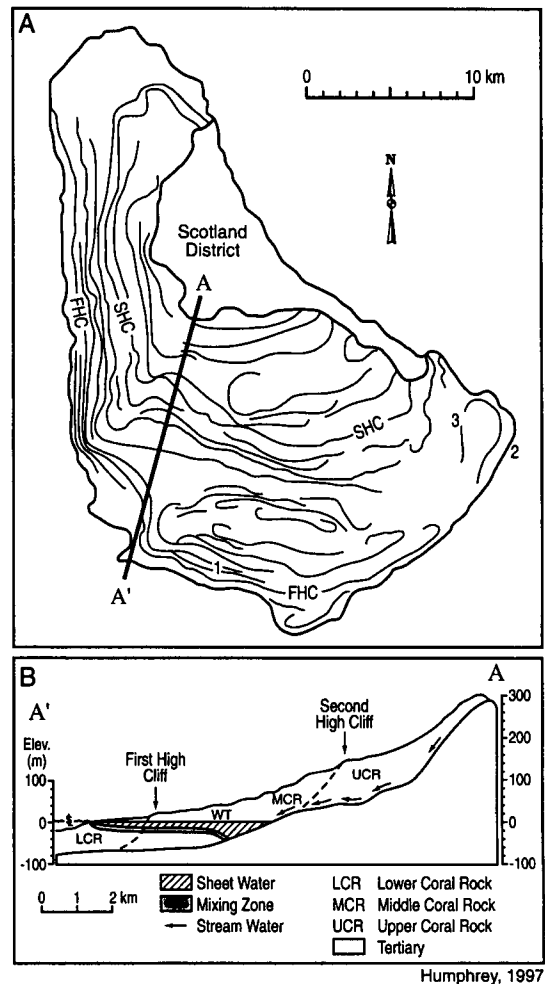 A
0 10 km
N
Scotland
District
A
FHC
SHC
SHC
3
2
1
FHC
A'
B
A'
A
Elev.
(m)
First High
Cliff
Second
High Cliff
300
200
100
0
-100
100
0
-100
UCR
MCR
WT
LCR
0 2 km
Sheet Water
Mixing Zone
Stream Water
LCR Lower Coral Rock
MCR Middle Coral Rock
UCR Upper Coral Rock
Tertiary
Humphrey, 1997